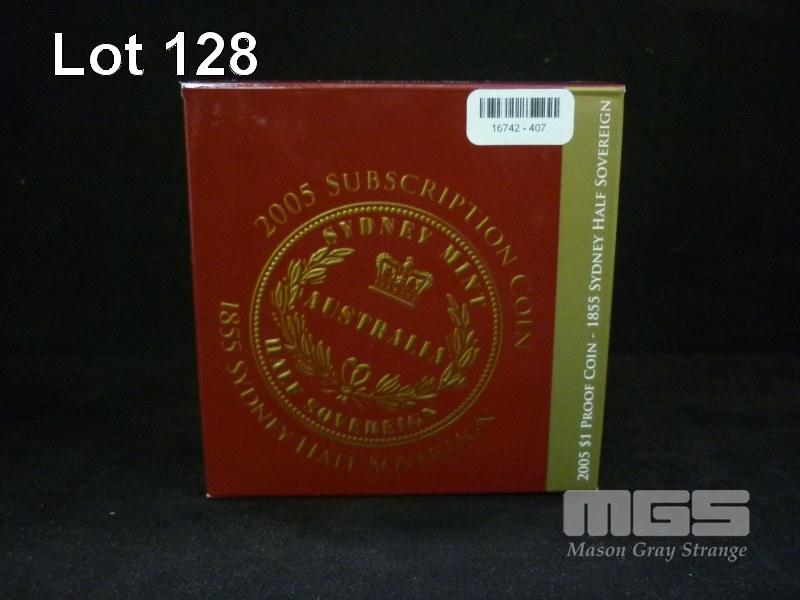 Lot 128
16742 - 407
2005 SUBSCRIPTION COIN
SYDNEY MINT
AUSTRALIA
HALF SOVEREIGN
1855 SYDNEY HALF SOVEREIGN
2005 $1 PROOF COIN - 1855 SYDNEY HALF SOVEREIGN
MGS
Mason Gray Strange